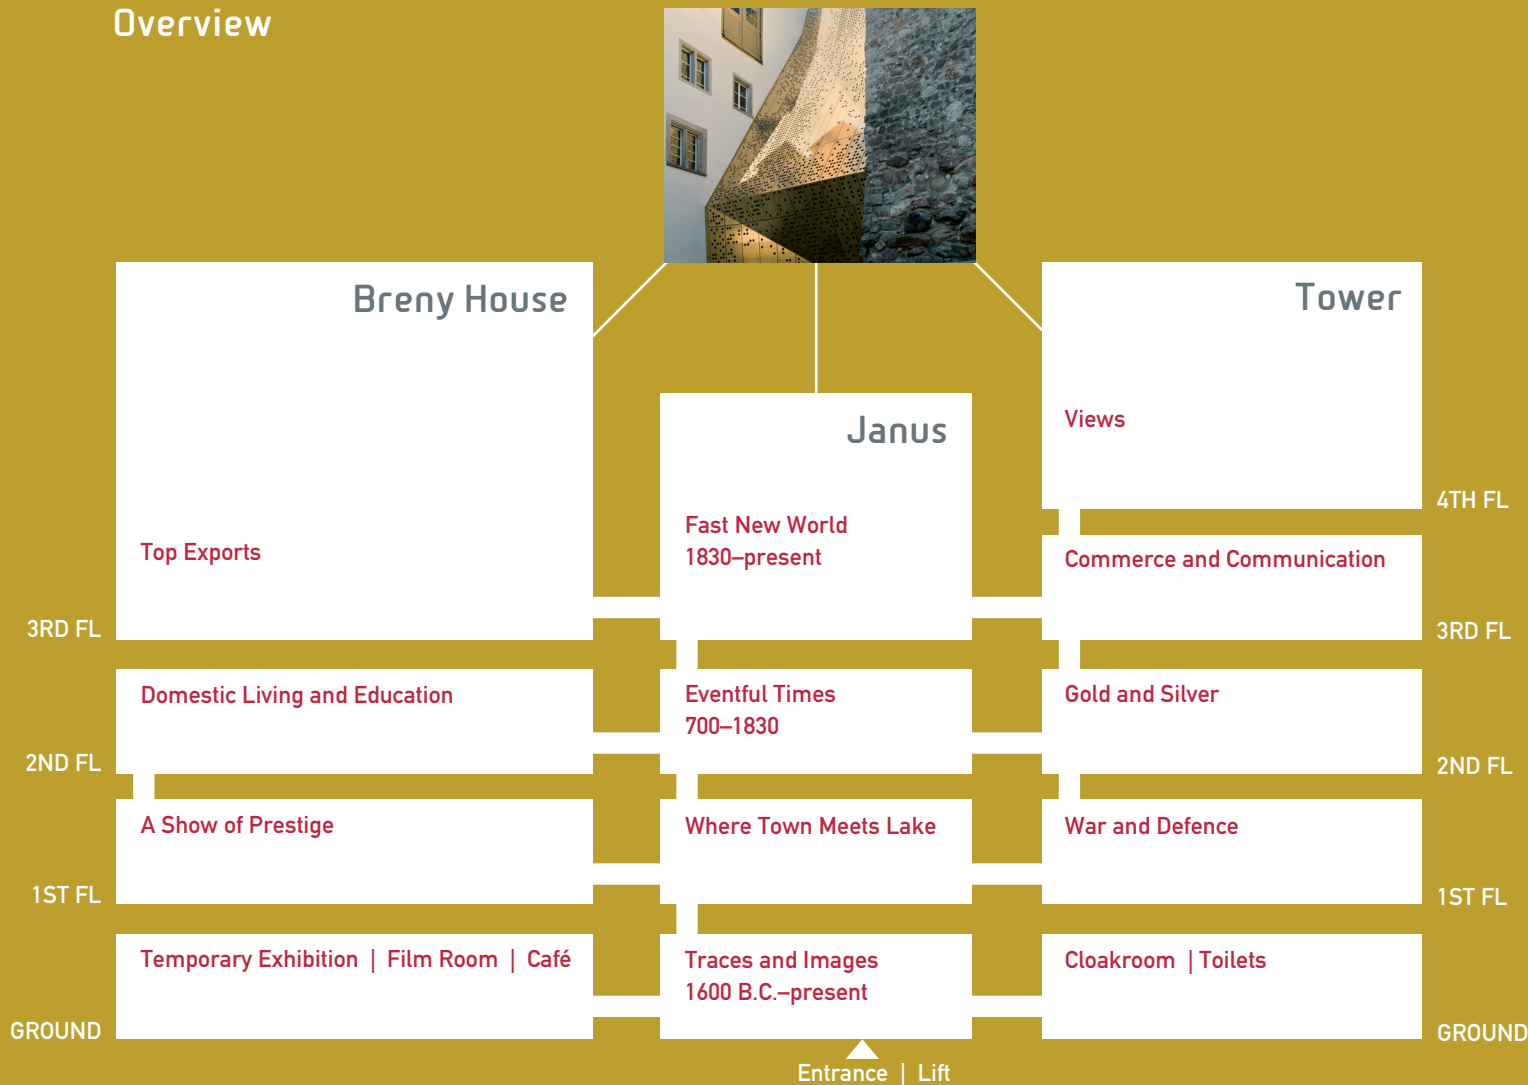 Overview
Breny House
Tower
Janus
Views
4TH FL
Fast New World
1830–present
Top Exports
Commerce and Communication
3RD FL
3RD FL
Domestic Living and Education
Eventful Times
700–1830
Gold and Silver
2ND FL
2ND FL
A Show of Prestige
Where Town Meets Lake
War and Defence
1ST FL
1ST FL
Temporary Exhibition | Film Room | Café
Traces and Images
1600 B.C.–present
Cloakroom | Toilets
GROUND
GROUND
Entrance | Lift